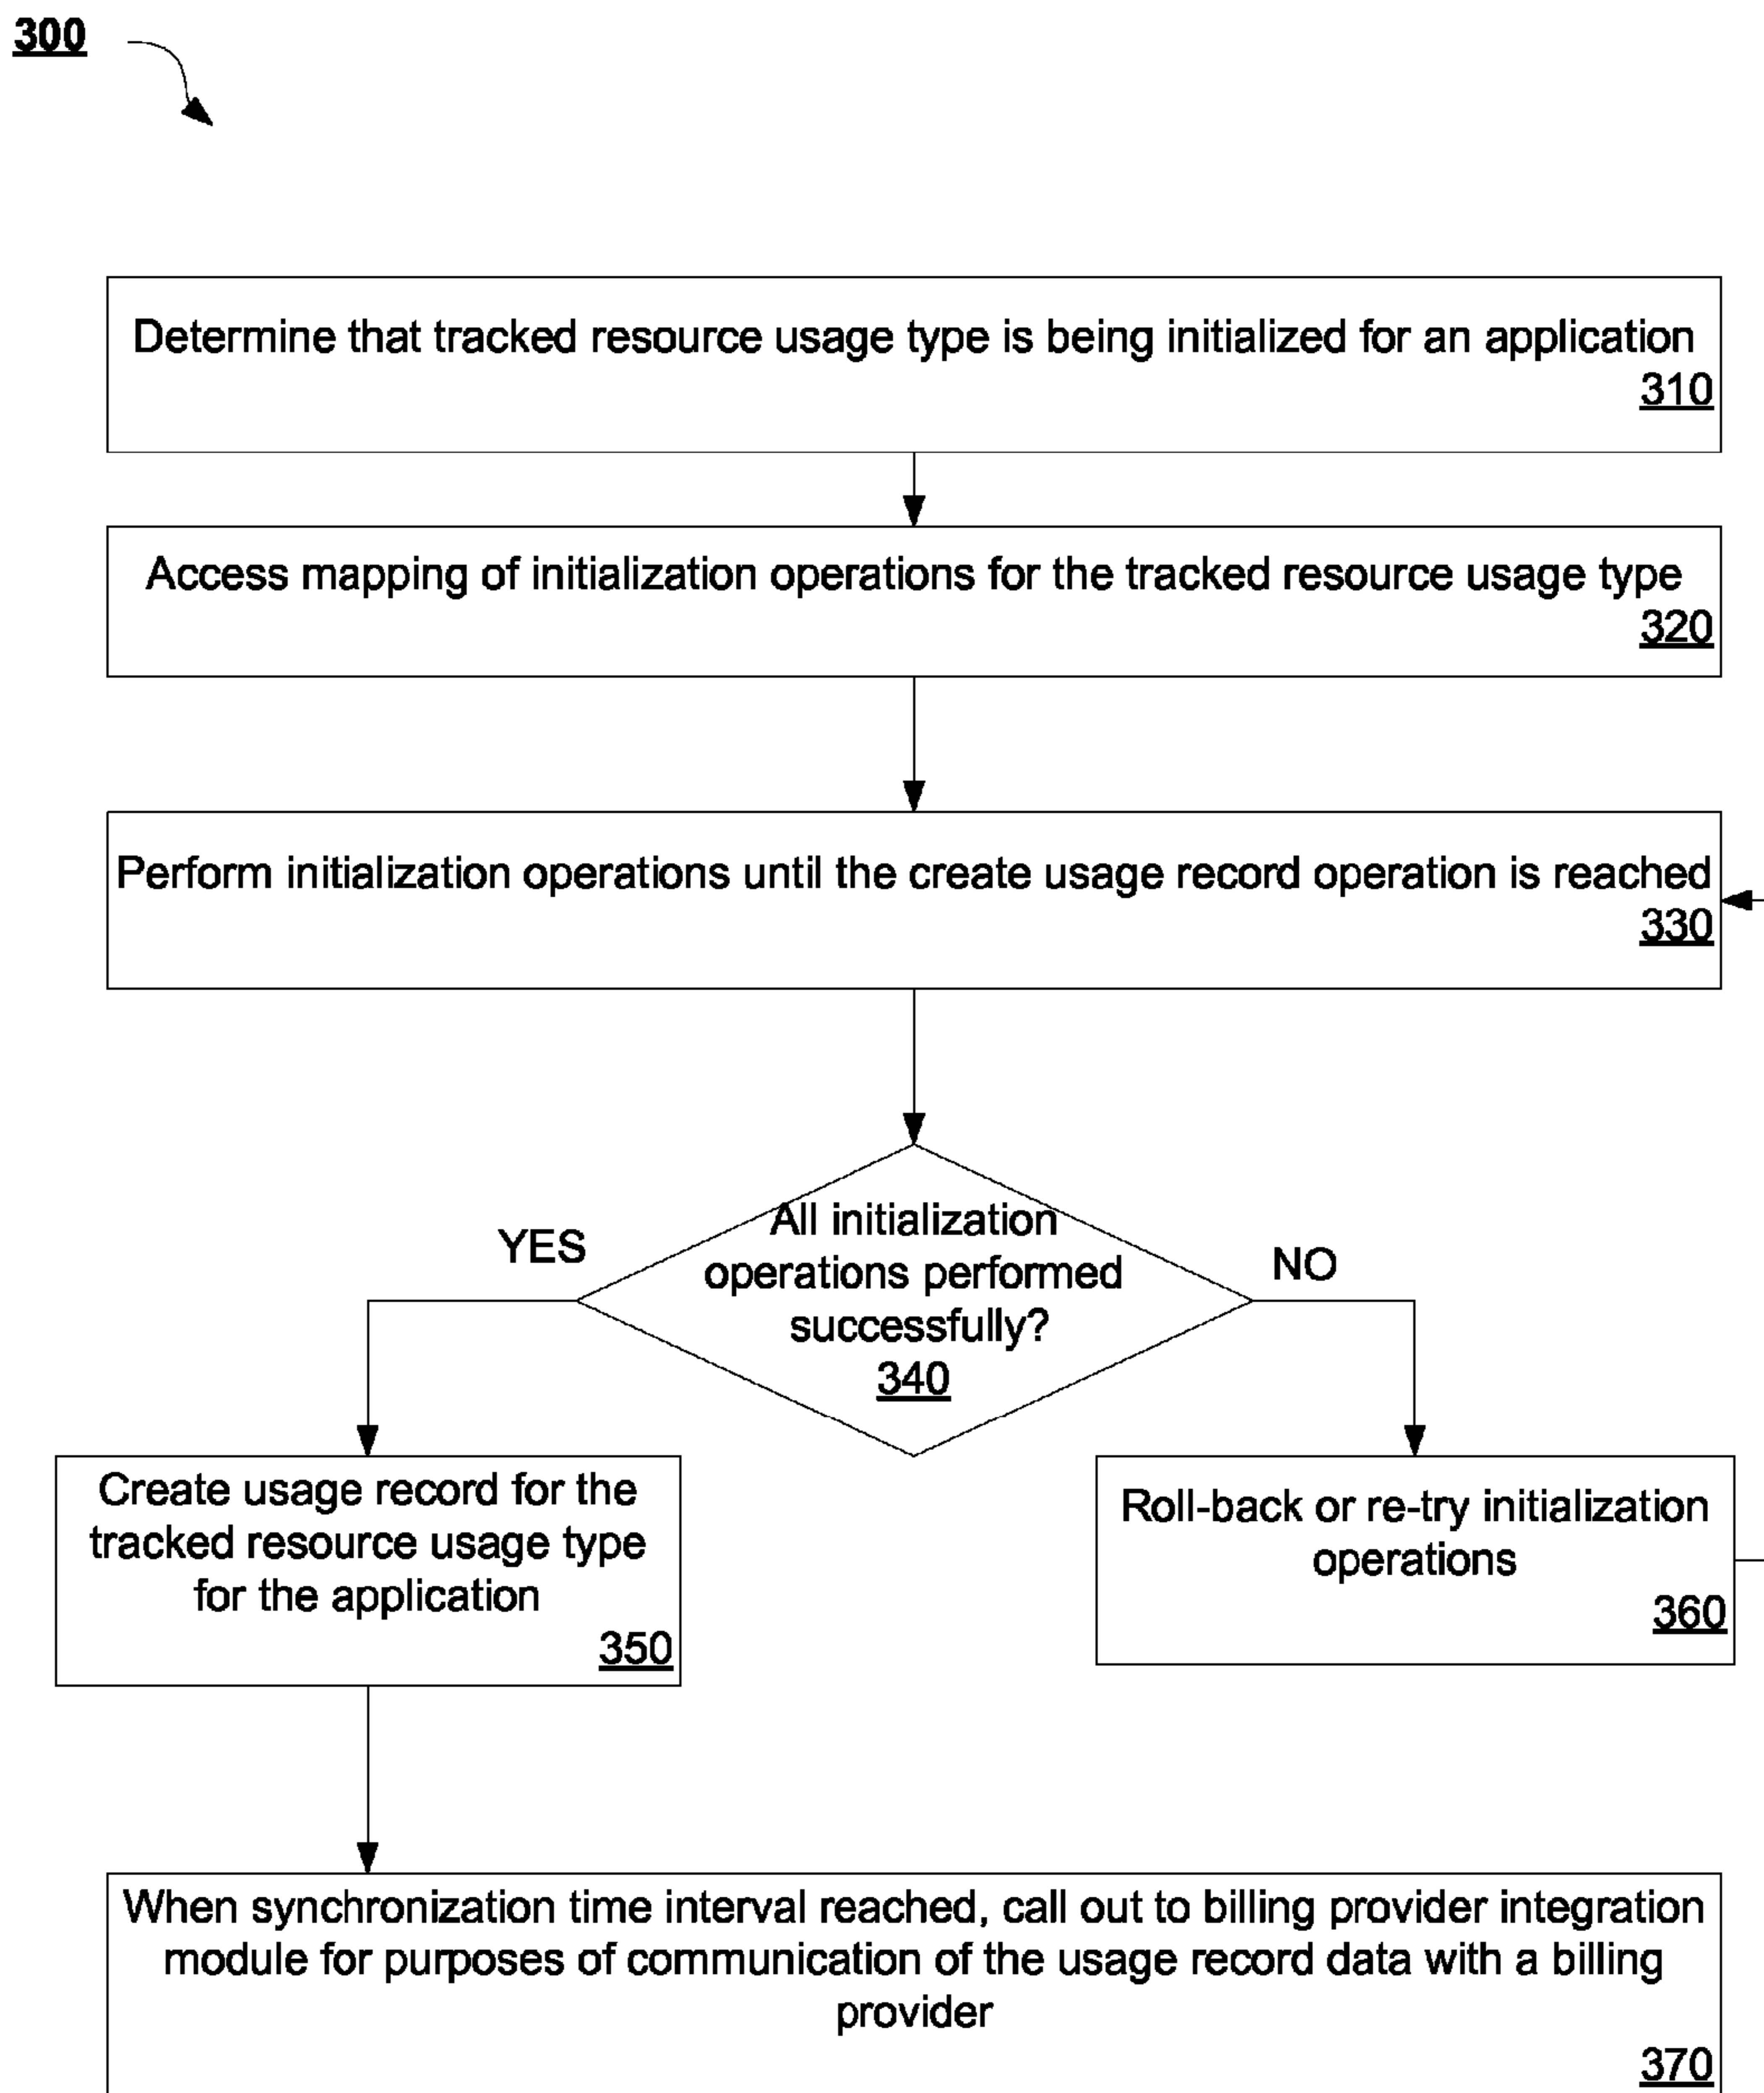 300
Determine that tracked resource usage type is being initialized for an application
310
Access mapping of initialization operations for the tracked resource usage type
320
Perform initialization operations until the create usage record operation is reached
330
All initialization
operations performed
successfully?
340
YES
NO
Create usage record for the
tracked resource usage type
for the application
350
Roll-back or re-try initialization
operations
360
When synchronization time interval reached, call out to billing provider integration
module for purposes of communication of the usage record data with a billing
provider
370